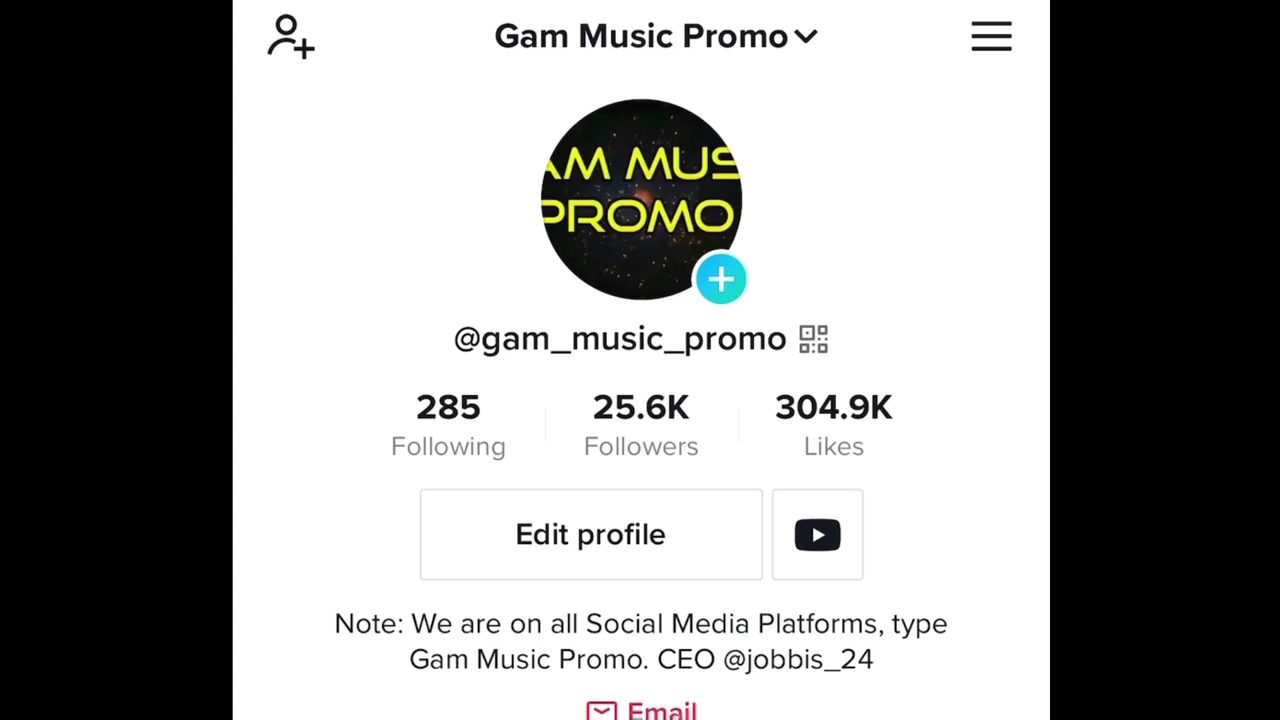 Gam Music Promo
AM MUS
PROMO
@gam_music_promo
285 25.6K 304.9K
Following Followers Likes
Edit profile
Note: We are on all Social Media Platforms, type
Gam Music Promo. CEO @jobbis_24
Email